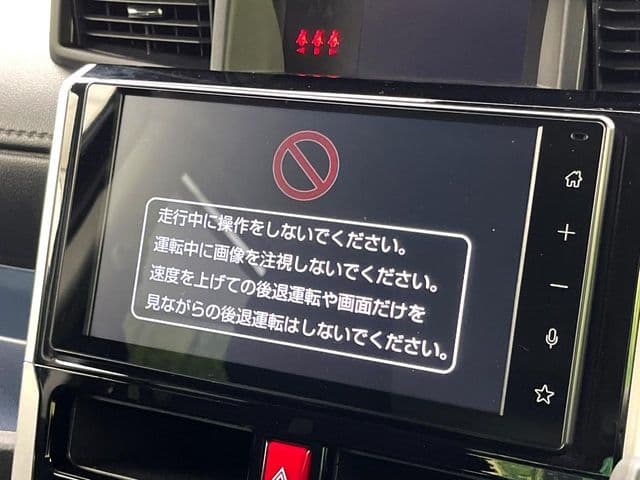 走行中に操作をしないでください。
運転中に画像を注視しないでください。
速度を上げての後退運転や画面だけを
見ながらの後退運転はしないでください。